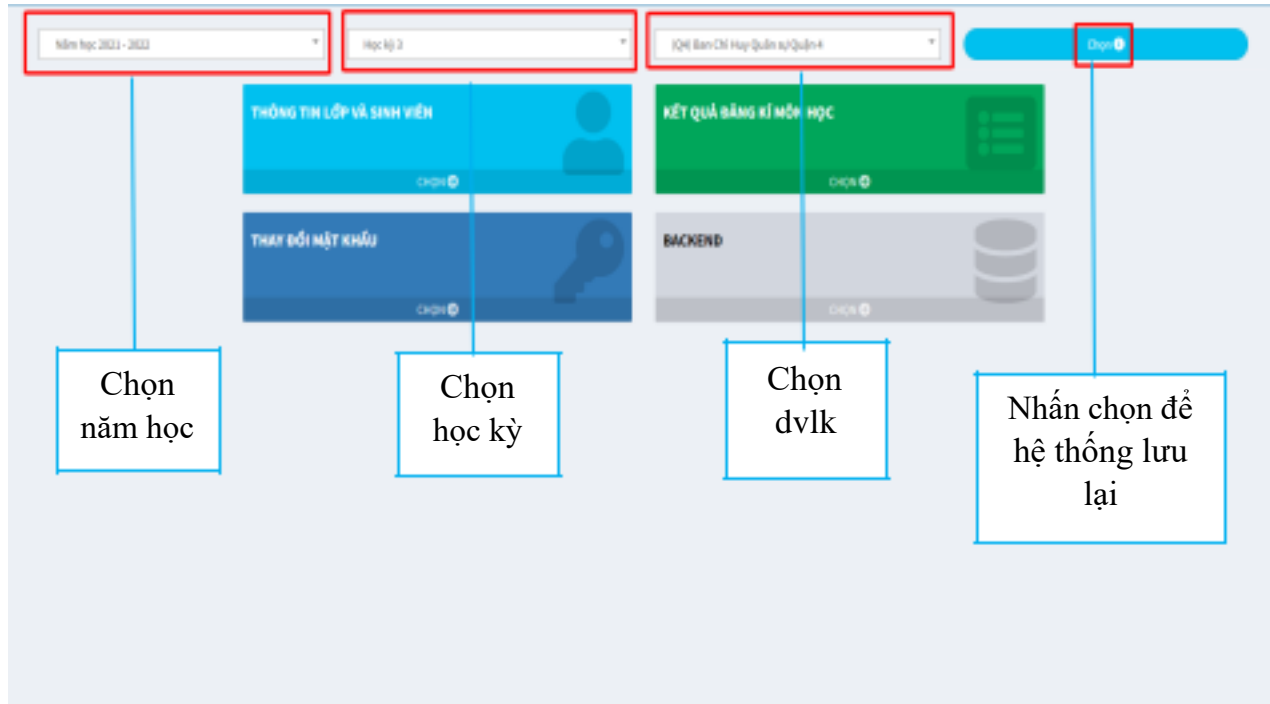 Năm học 2021 - 2022
Học kỳ 3
(Q4) Ban Chỉ Huy Quân sự Quận 4
Chọn
THÔNG TIN LỚP VÀ SINH VIÊN
KẾT QUẢ ĐĂNG KÍ MÔN HỌC
CHỌN
CHỌN
THAY ĐỔI MẬT KHẨU
BACKEND
CHỌN
CHỌN
Chọn
năm học
Chọn
học kỳ
Chọn
dvlk
Nhấn chọn để
hệ thống lưu
lại